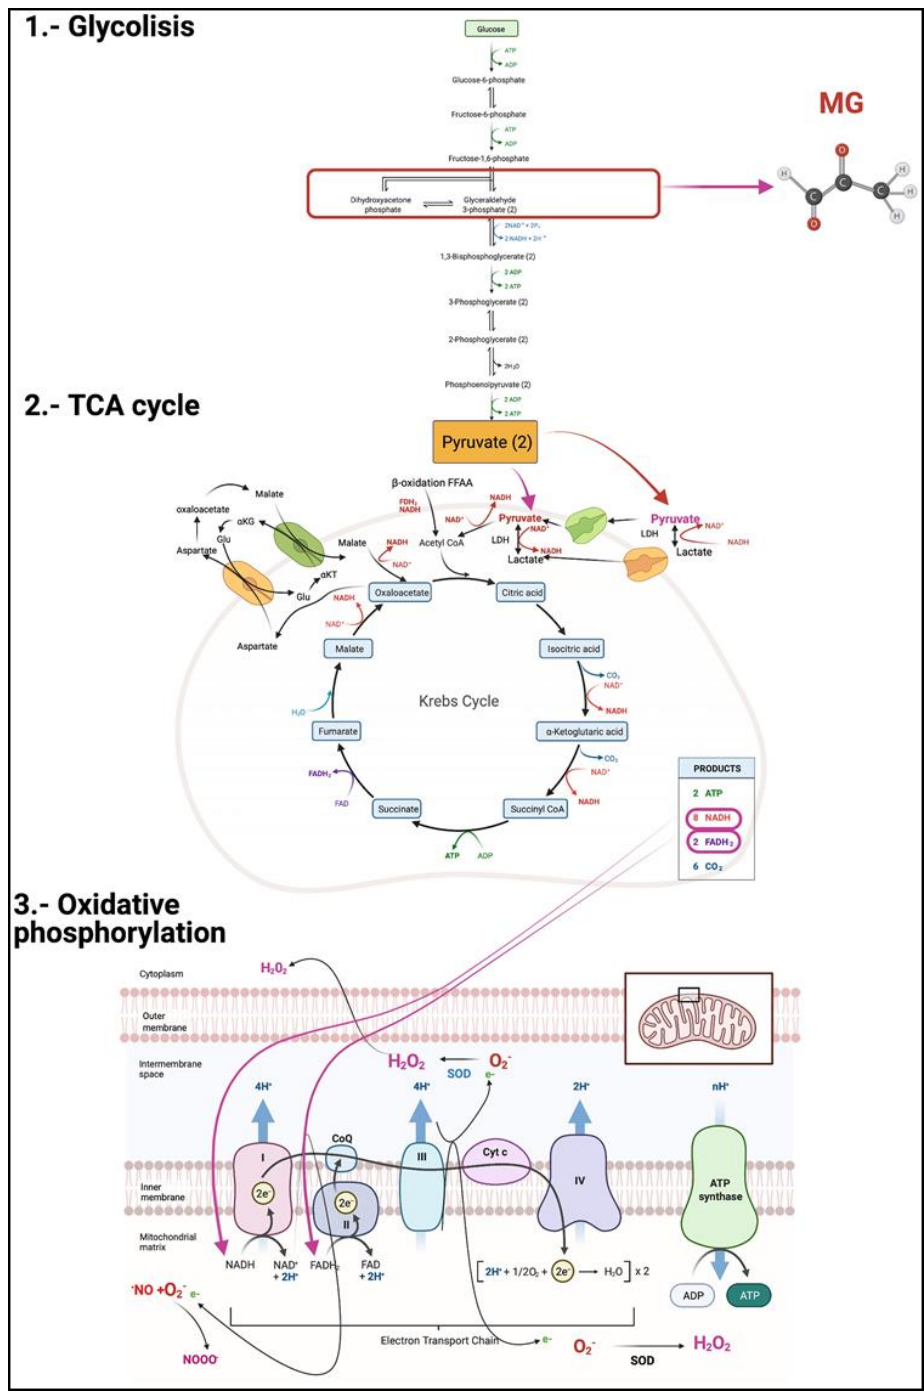 1.- Glycolisis
Glucose
ATP
ADP
Glucose-6-phosphate
Fructose-6-phosphate
ATP
ADP
Fructose-1,6-phosphate
Dihydroxyacetone
phosphate
Glyceraldehyde
3-phosphate (2)
MG
H
O
C
C
C
O
H
H
H
2NAD⁺ + 2Pᵢ
2 NADH + 2H⁺
1,3-Bisphosphoglycerate (2)
2 ADP
2 ATP
3-Phosphoglycerate (2)
2-Phosphoglycerate (2)
2H₂O
Phosphoenolpyruvate (2)
2 ADP
2 ATP
2.- TCA cycle
Pyruvate (2)
β-oxidation FFAA
FDH₂
NADH
NADH
NAD⁺
Acetyl CoA
Pyruvate
LDH
NAD⁺
NADH
Lactate
Pyruvate
LDH
NAD⁺
NADH
Lactate
Malate
oxaloacetate
αKG
Glu
Aspartate
Malate
αKT
Glu
Aspartate
NADH
NAD⁺
Oxaloacetate
Citric acid
NADH
NAD⁺
Malate
Isocitric acid
CO₂
NAD⁺
NADH
Krebs Cycle
H₂O
Fumarate
α-Ketoglutaric acid
CO₂
NAD⁺
NADH
FADH₂
FAD
Succinate
Succinyl CoA
ATP
ADP
PRODUCTS
2 ATP
8 NADH
2 FADH₂
6 CO₂
3.- Oxidative
phosphorylation
Cytoplasm
H₂0₂
Outer
membrane
Intermembrane
space
H₂O₂
SOD
O₂⁻
e-
4H⁺
4H⁺
2H⁺
nH⁺
I
CoQ
III
Cyt c
IV
ATP
synthase
Inner
membrane
2e⁻
2e⁻
II
Mitochondrial
matrix
NADH
NAD⁺
+ 2H⁺
FADH₂
FAD
+ 2H⁺
[2H⁺ + 1/2O₂ + 2e⁻ → H₂O] x 2
ADP
ATP
·NO +O₂⁻ e-
NOOO⁻
Electron Transport Chain
e-
O₂⁻
SOD
H₂O₂